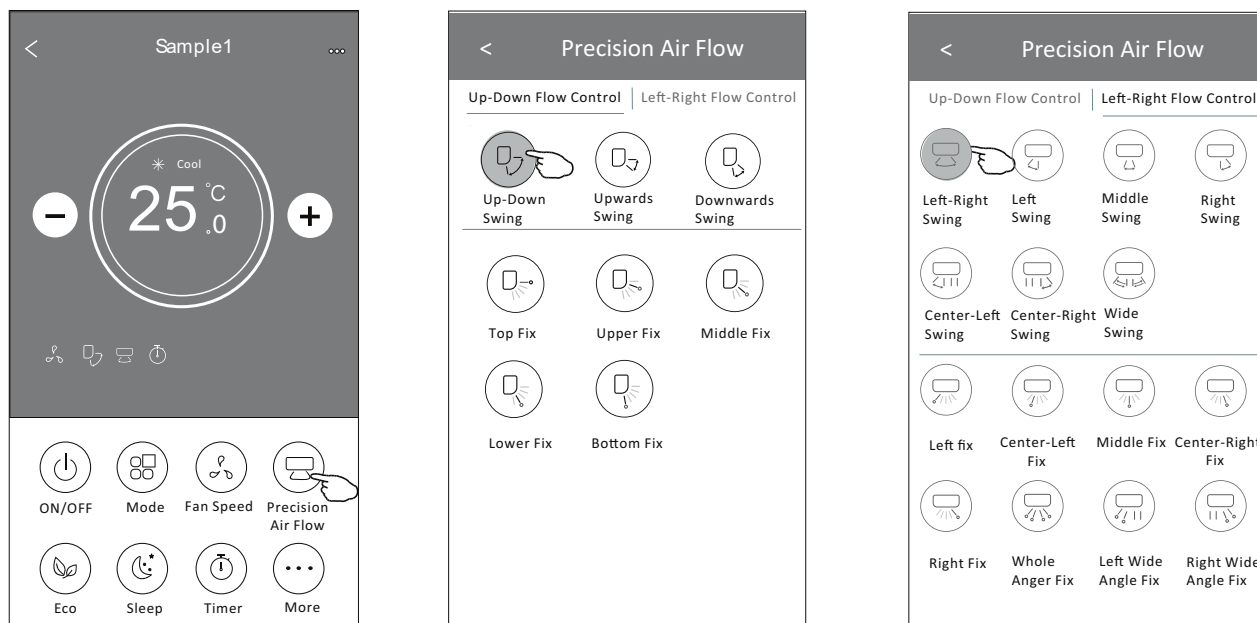 <
Sample1
Cool
25.0 °C
ON/OFF
Mode
Fan Speed
Precision
Air Flow
Eco
Sleep
Timer
More
< Precision Air Flow
Up-Down Flow Control | Left-Right Flow Control
Up-Down
Swing
Upwards
Swing
Downwards
Swing
Top Fix
Upper Fix
Middle Fix
Lower Fix
Bottom Fix
< Precision Air Flow
Up-Down Flow Control | Left-Right Flow Control
Left-Right
Swing
Left
Swing
Middle
Swing
Right
Swing
Center-Left
Swing
Center-Right
Swing
Wide
Swing
Left fix
Center-Left
Fix
Middle Fix
Center-Right
Fix
Right Fix
Whole
Anger Fix
Left Wide
Angle Fix
Right Wide
Angle Fix